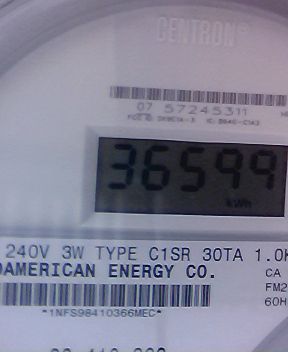 CENTRON®
07 57245311
36599
kWh
240V 3W TYPE C1SR 30TA 1.0K
AMERICAN ENERGY CO.
CA
FM2
60H
*1NFS98410366MEC*